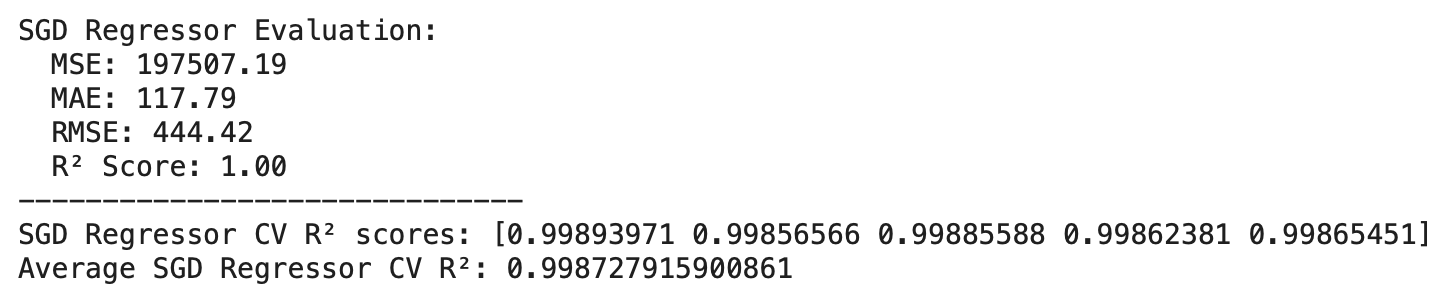 SGD Regressor Evaluation:
  MSE: 197507.19
  MAE: 117.79
  RMSE: 444.42
  R² Score: 1.00
------------------------------
SGD Regressor CV R² scores: [0.99893971 0.99856566 0.99885588 0.99862381 0.99865451]
Average SGD Regressor CV R²: 0.998727915900861